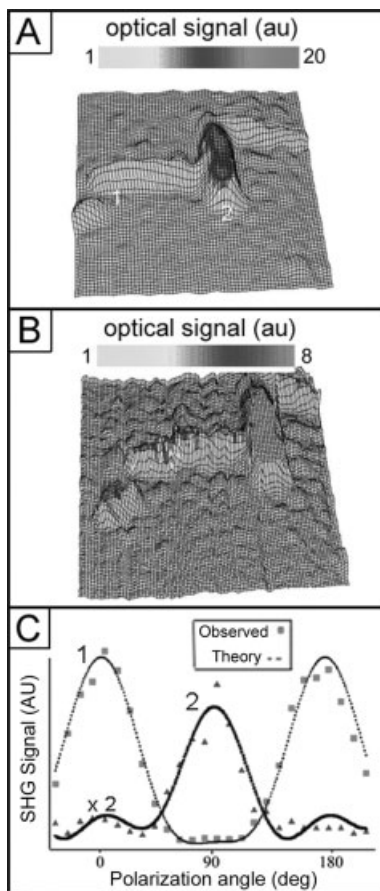 A
optical signal (au)
1 20
1
2
B
optical signal (au)
1 8
C
Observed
Theory
1
2
x 2
SHG Signal (AU)
0 90 180
Polarization angle (deg)